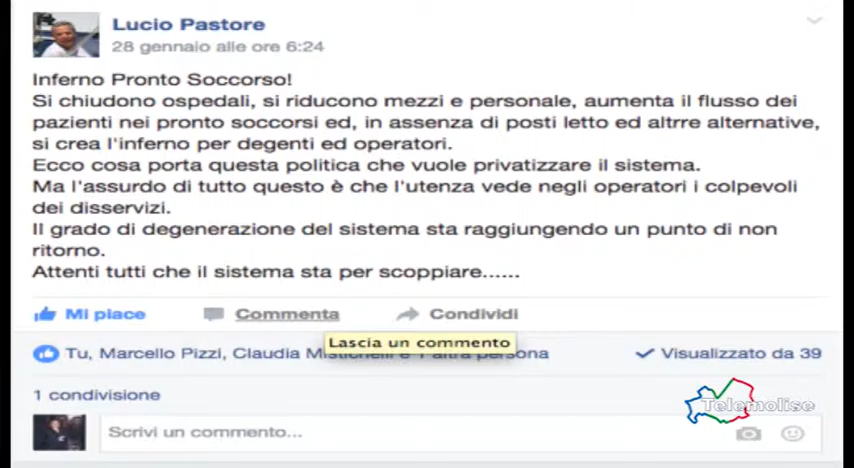 Lucio Pastore
28 gennaio alle ore 6:24
Inferno Pronto Soccorso!
Si chiudono ospedali, si riducono mezzi e personale, aumenta il flusso dei
pazienti nei pronto soccorsi ed, in assenza di posti letto ed altrre alternative,
si crea l'inferno per degenti ed operatori.
Ecco cosa porta questa politica che vuole privatizzare il sistema.
Ma l'assurdo di tutto questo è che l'utenza vede negli operatori i colpevoli
dei disservizi.
Il grado di degenerazione del sistema sta raggiungendo un punto di non
ritorno.
Attenti tutti che il sistema sta per scoppiare......
Mi piace Commenta Condividi
Lascia un commento
Tu, Marcello Pizzi, Claudia e 1 altra persona Visualizzato da 39
1 condivisione
Telemolise
Scrivi un commento...